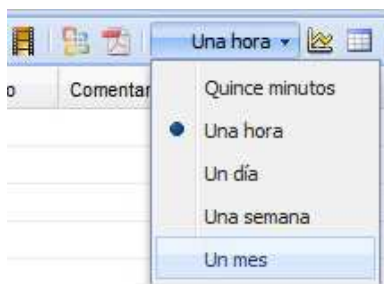 Una hora
Comentar
Quince minutos
Una hora
Un día
Una semana
Un mes